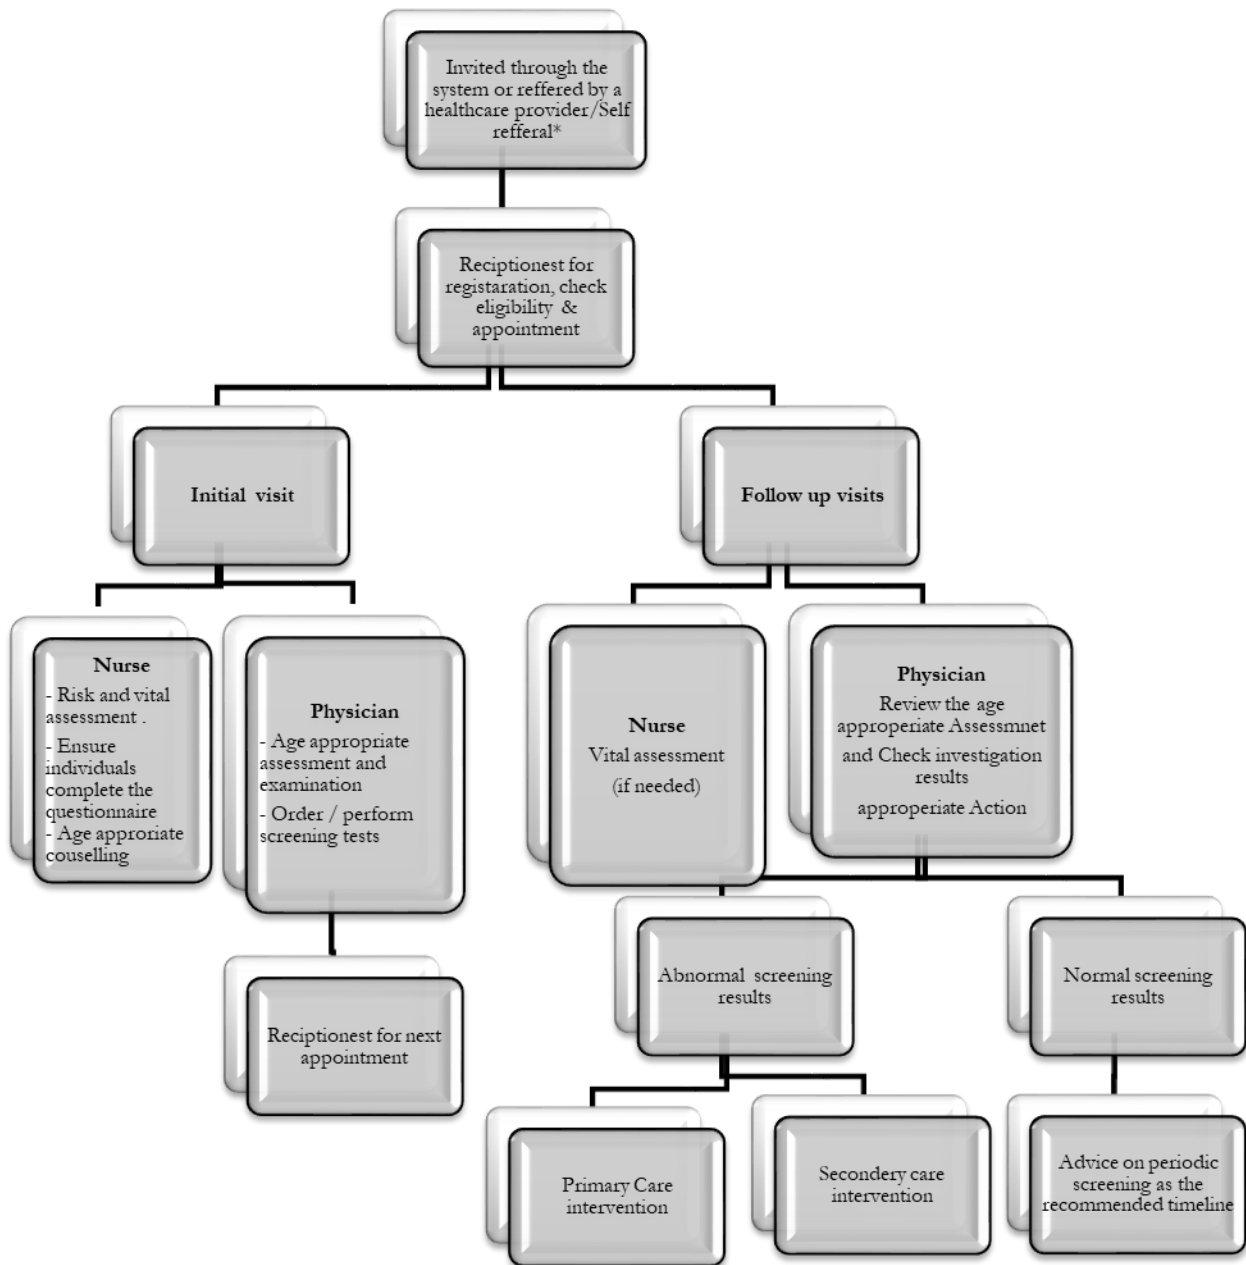 Invited through the
system or reffered by a
healthcare provider/Self
refferal*
Reciptionest for
registaration, check
eligibility &
appointment
Initial visit
Follow up visits
Nurse
- Risk and vital
assessment .
- Ensure
individuals
complete the
questionnaire
- Age approriate
couselling
Physician
- Age appropriate
assessment and
examination
- Order / perform
screening tests
Nurse
Vital assessment
(if needed)
Physician
Review the age
approperiate Assessmnet
and Check investigation
results
approperiate Action
Reciptionest for next
appointment
Abnormal screening
results
Normal screening
results
Primary Care
intervention
Secondery care
intervention
Advice on periodic
screening as the
recommended timeline